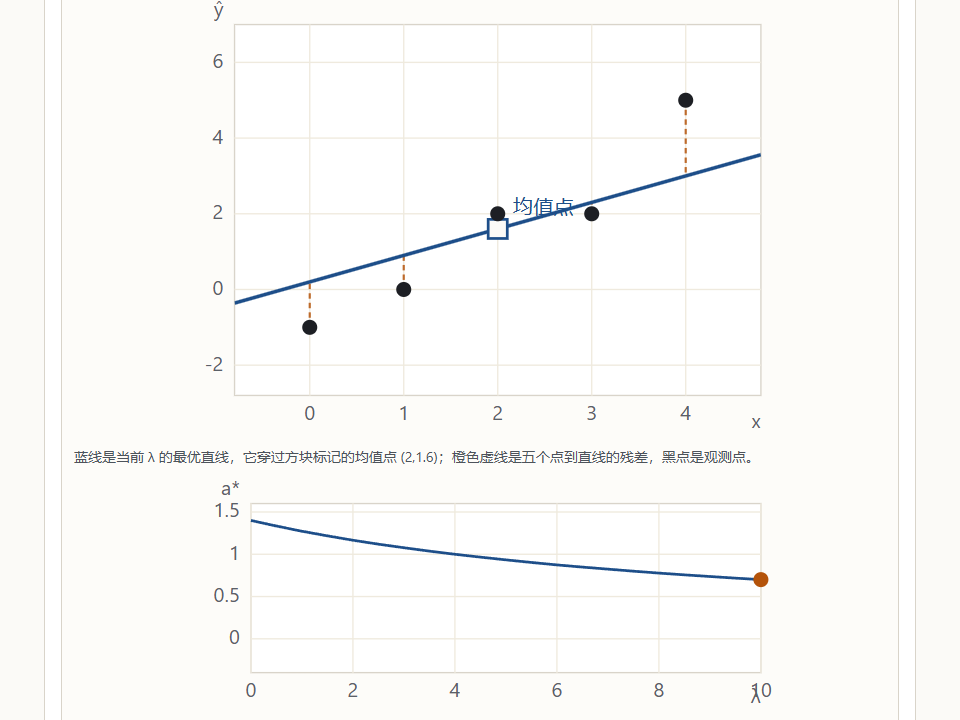 ŷ
6
4
均值点
2
0
-2
0 1 2 3 4
x
蓝线是当前 λ 的最优直线，它穿过方块标记的均值点 (2,1.6)；橙色虚线是五个点到直线的残差，黑点是观测点。
a*
1.5
1
0.5
0
0 2 4 6 8 10
λ